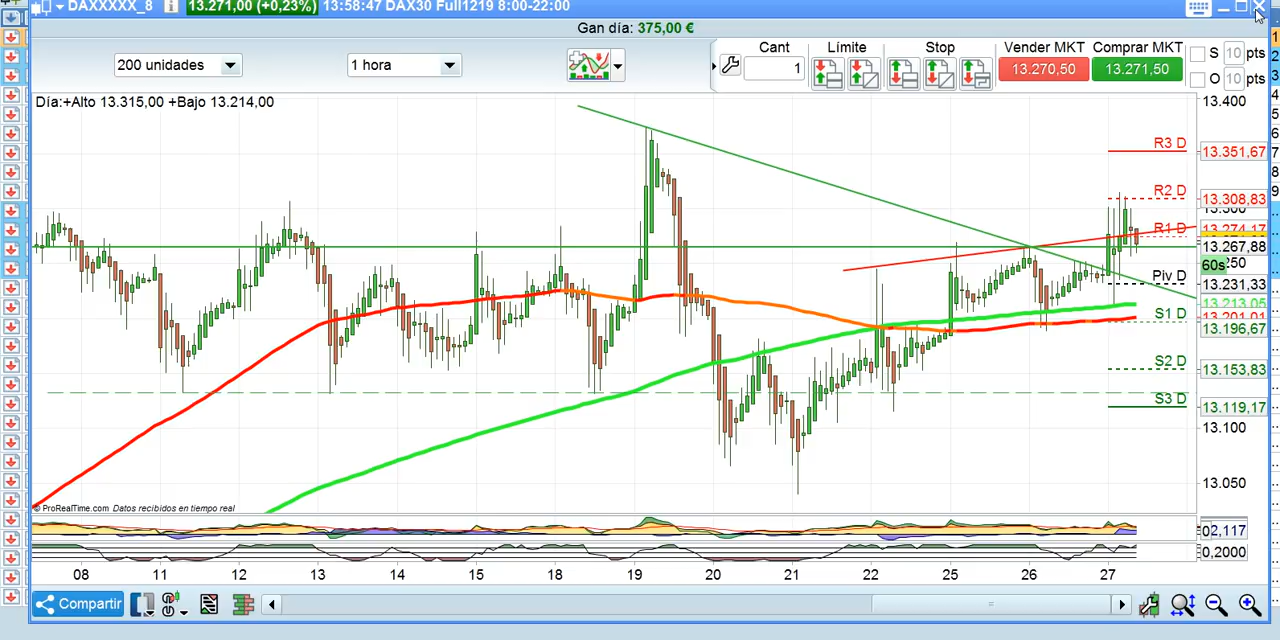 DAXXXXX_8 13.271,00 (+0,23%) 13:58:47 DAX30 Full1219 8:00-22:00
Gan día: 375,00 €
200 unidades
1 hora
Cant
1
Límite
Stop
Vender MKT
13.270,50
Comprar MKT
13.271,50
S 10 pts
O 10 pts
Día:+Alto 13.315,00 +Bajo 13.214,00
13.400
R3 D 13.351,67
R2 D 13.308,83
R1 D 13.274,17
13.267,88
60s
Piv D 13.231,33
13.213,05
S1 D 13.196,67
S2 D 13.153,83
S3 D 13.119,17
13.100
13.050
© ProRealTime.com Datos recibidos en tiempo real
02,117
0,2000
08 11 12 13 14 15 18 19 20 21 22 25 26 27
Compartir